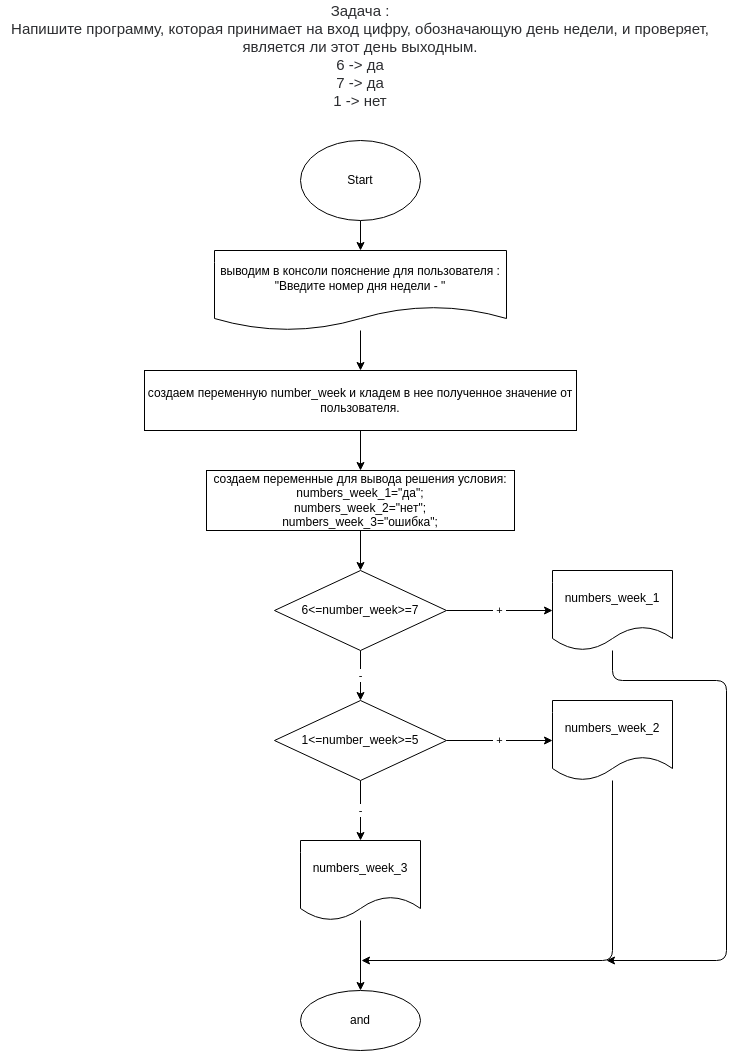 Задача :
Напишите программу, которая принимает на вход цифру, обозначающую день недели, и проверяет,
является ли этот день выходным.
6 -> да
7 -> да
1 -> нет
Start
выводим в консоли пояснение для пользователя :
"Введите номер дня недели - "
создаем переменную number_week и кладем в нее полученное значение от
пользователя.
создаем переменные для вывода решения условия:
numbers_week_1="да";
numbers_week_2="нет";
numbers_week_3="ошибка";
6<=number_week>=7
+
numbers_week_1
-
1<=number_week>=5
+
numbers_week_2
-
numbers_week_3
and